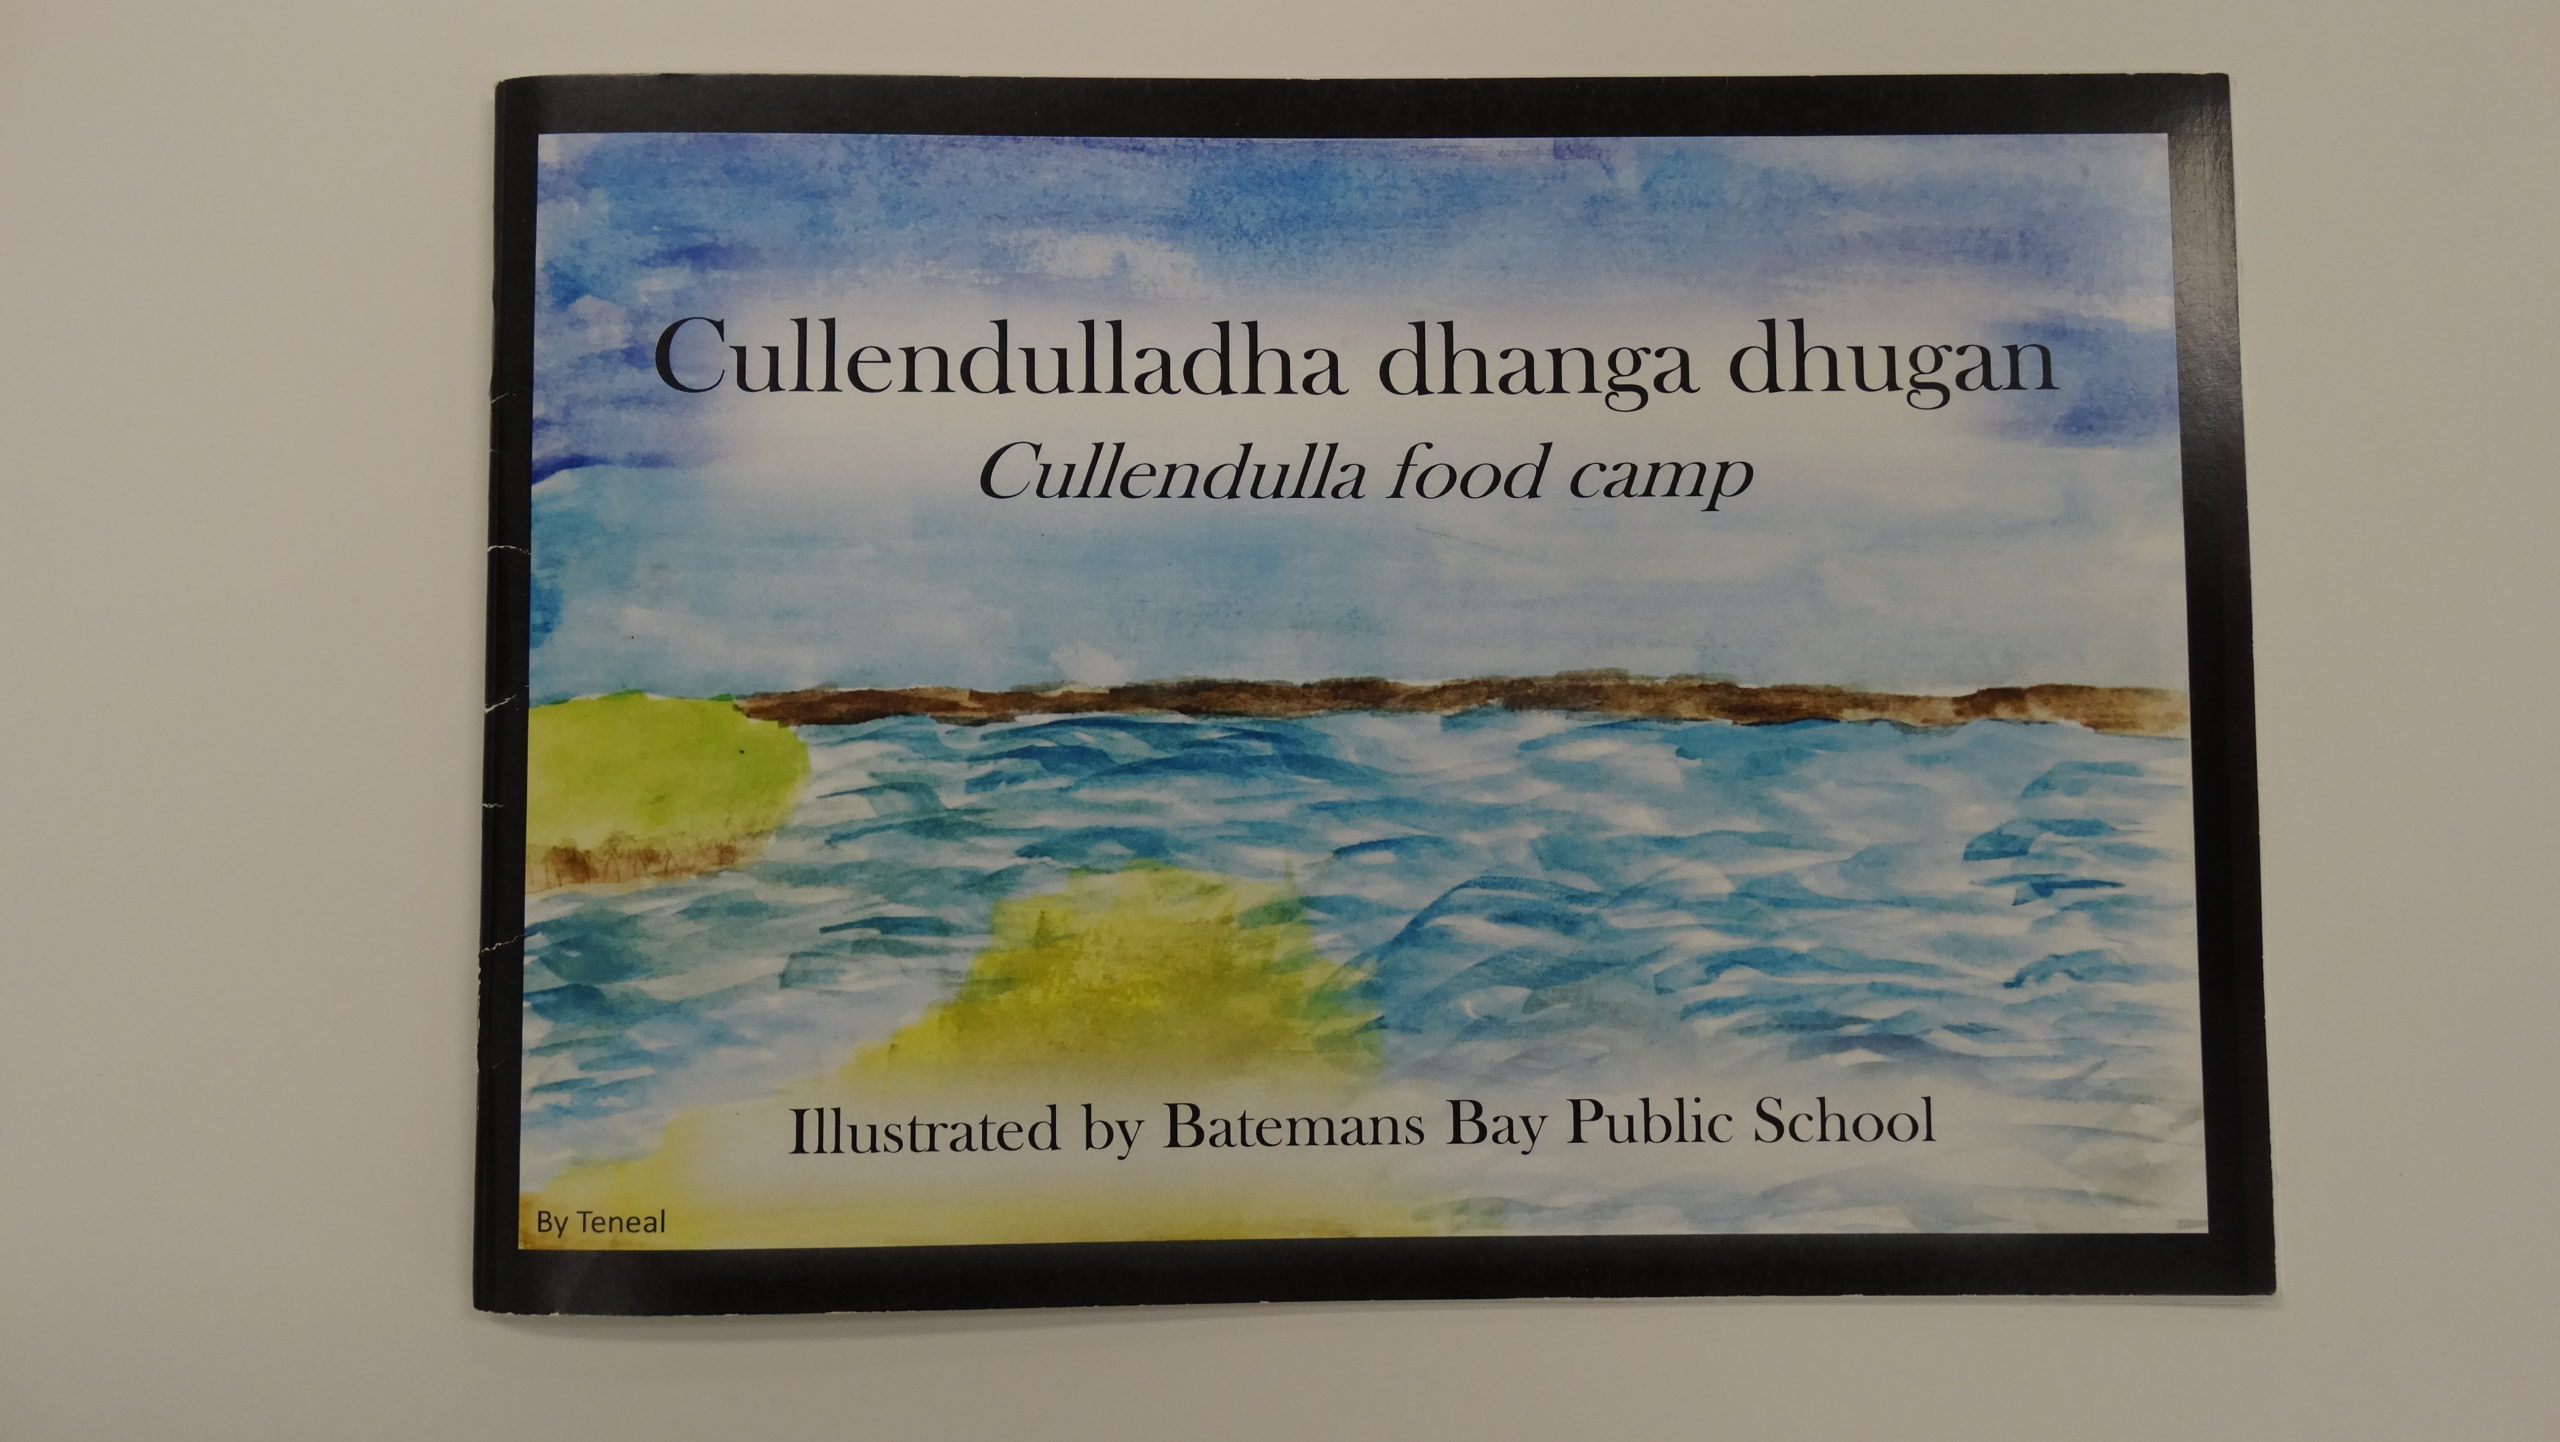 Cullendulladha dhanga dhugan
Cullendulla food camp
Illustrated by Batemans Bay Public School
By Teneal